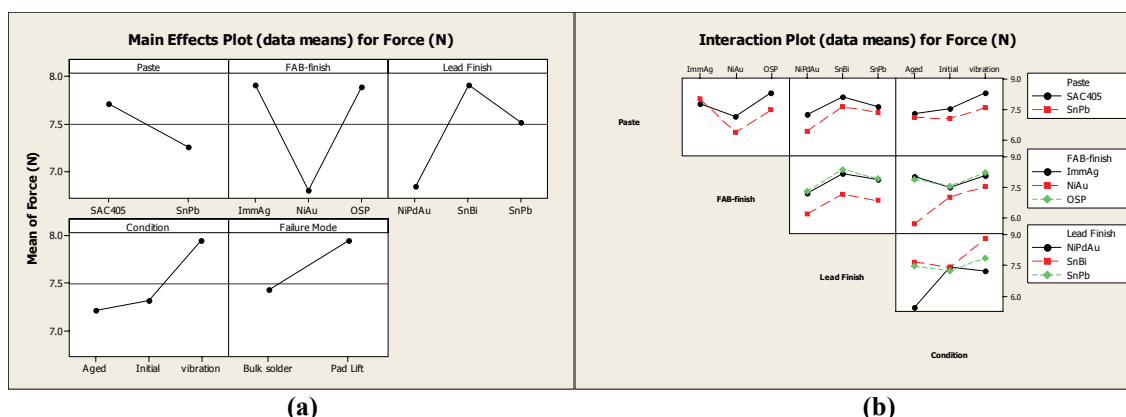 Main Effects Plot (data means) for Force (N)
Paste
FAB-finish
Lead Finish
8.0
7.5
7.0
SAC405
SnPb
ImmAg
NiAu
OSP
NiPdAu
SnBi
SnPb
Mean of Force (N)
Condition
Failure Mode
8.0
7.5
7.0
Aged
Initial
vibration
Bulk solder
Pad Lift
(a)
Interaction Plot (data means) for Force (N)
ImmAg
NiAu
OSP
NiPdAu
SnBi
SnPb
Aged
Initial
vibration
Paste
9.0
7.5
6.0
Paste
SAC405
SnPb
FAB-finish
9.0
7.5
6.0
FAB-finish
ImmAg
NiAu
OSP
Lead Finish
9.0
7.5
6.0
Lead Finish
NiPdAu
SnBi
SnPb
Condition
(b)